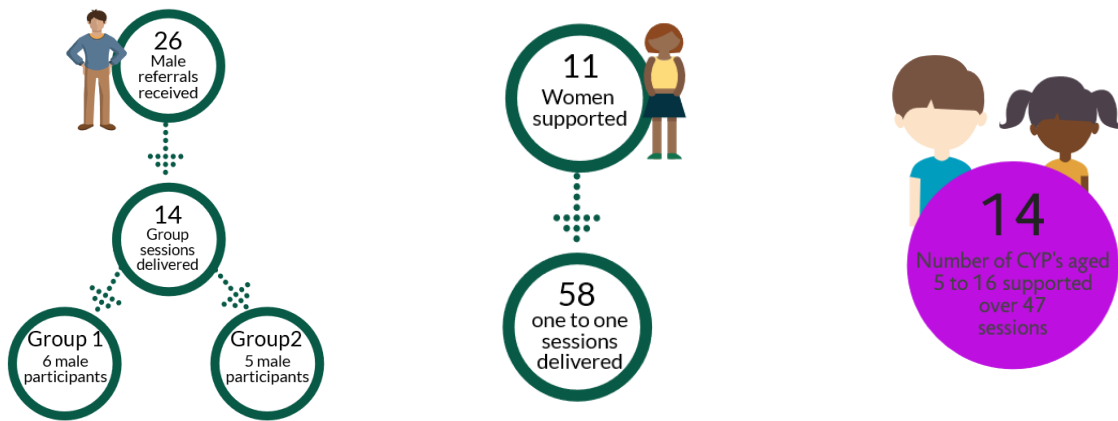 26
Male
referrals
received
14
Group
sessions
delivered
Group 1
6 male
participants
Group2
5 male
participants
11
Women
supported
58
one to one
sessions
delivered
14
Number of CYP's aged
5 to 16 supported
over 47
sessions